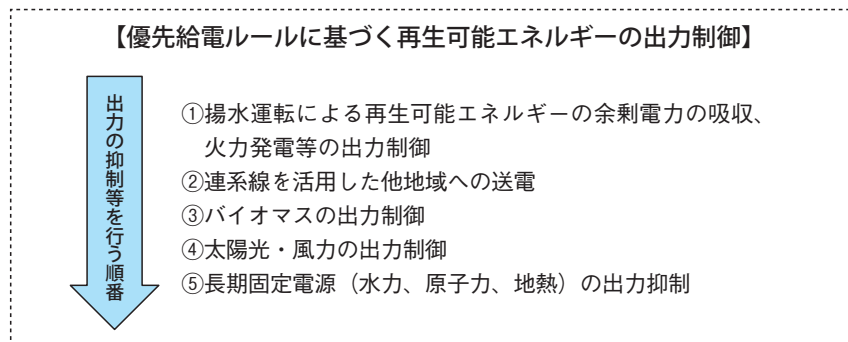 【優先給電ルールに基づく再生可能エネルギーの出力制御】
出力の抑制等を行う順番
①揚水運転による再生可能エネルギーの余剰電力の吸収、
火力発電等の出力制御
②連系線を活用した他地域への送電
③バイオマスの出力制御
④太陽光・風力の出力制御
⑤長期固定電源（水力、原子力、地熱）の出力抑制